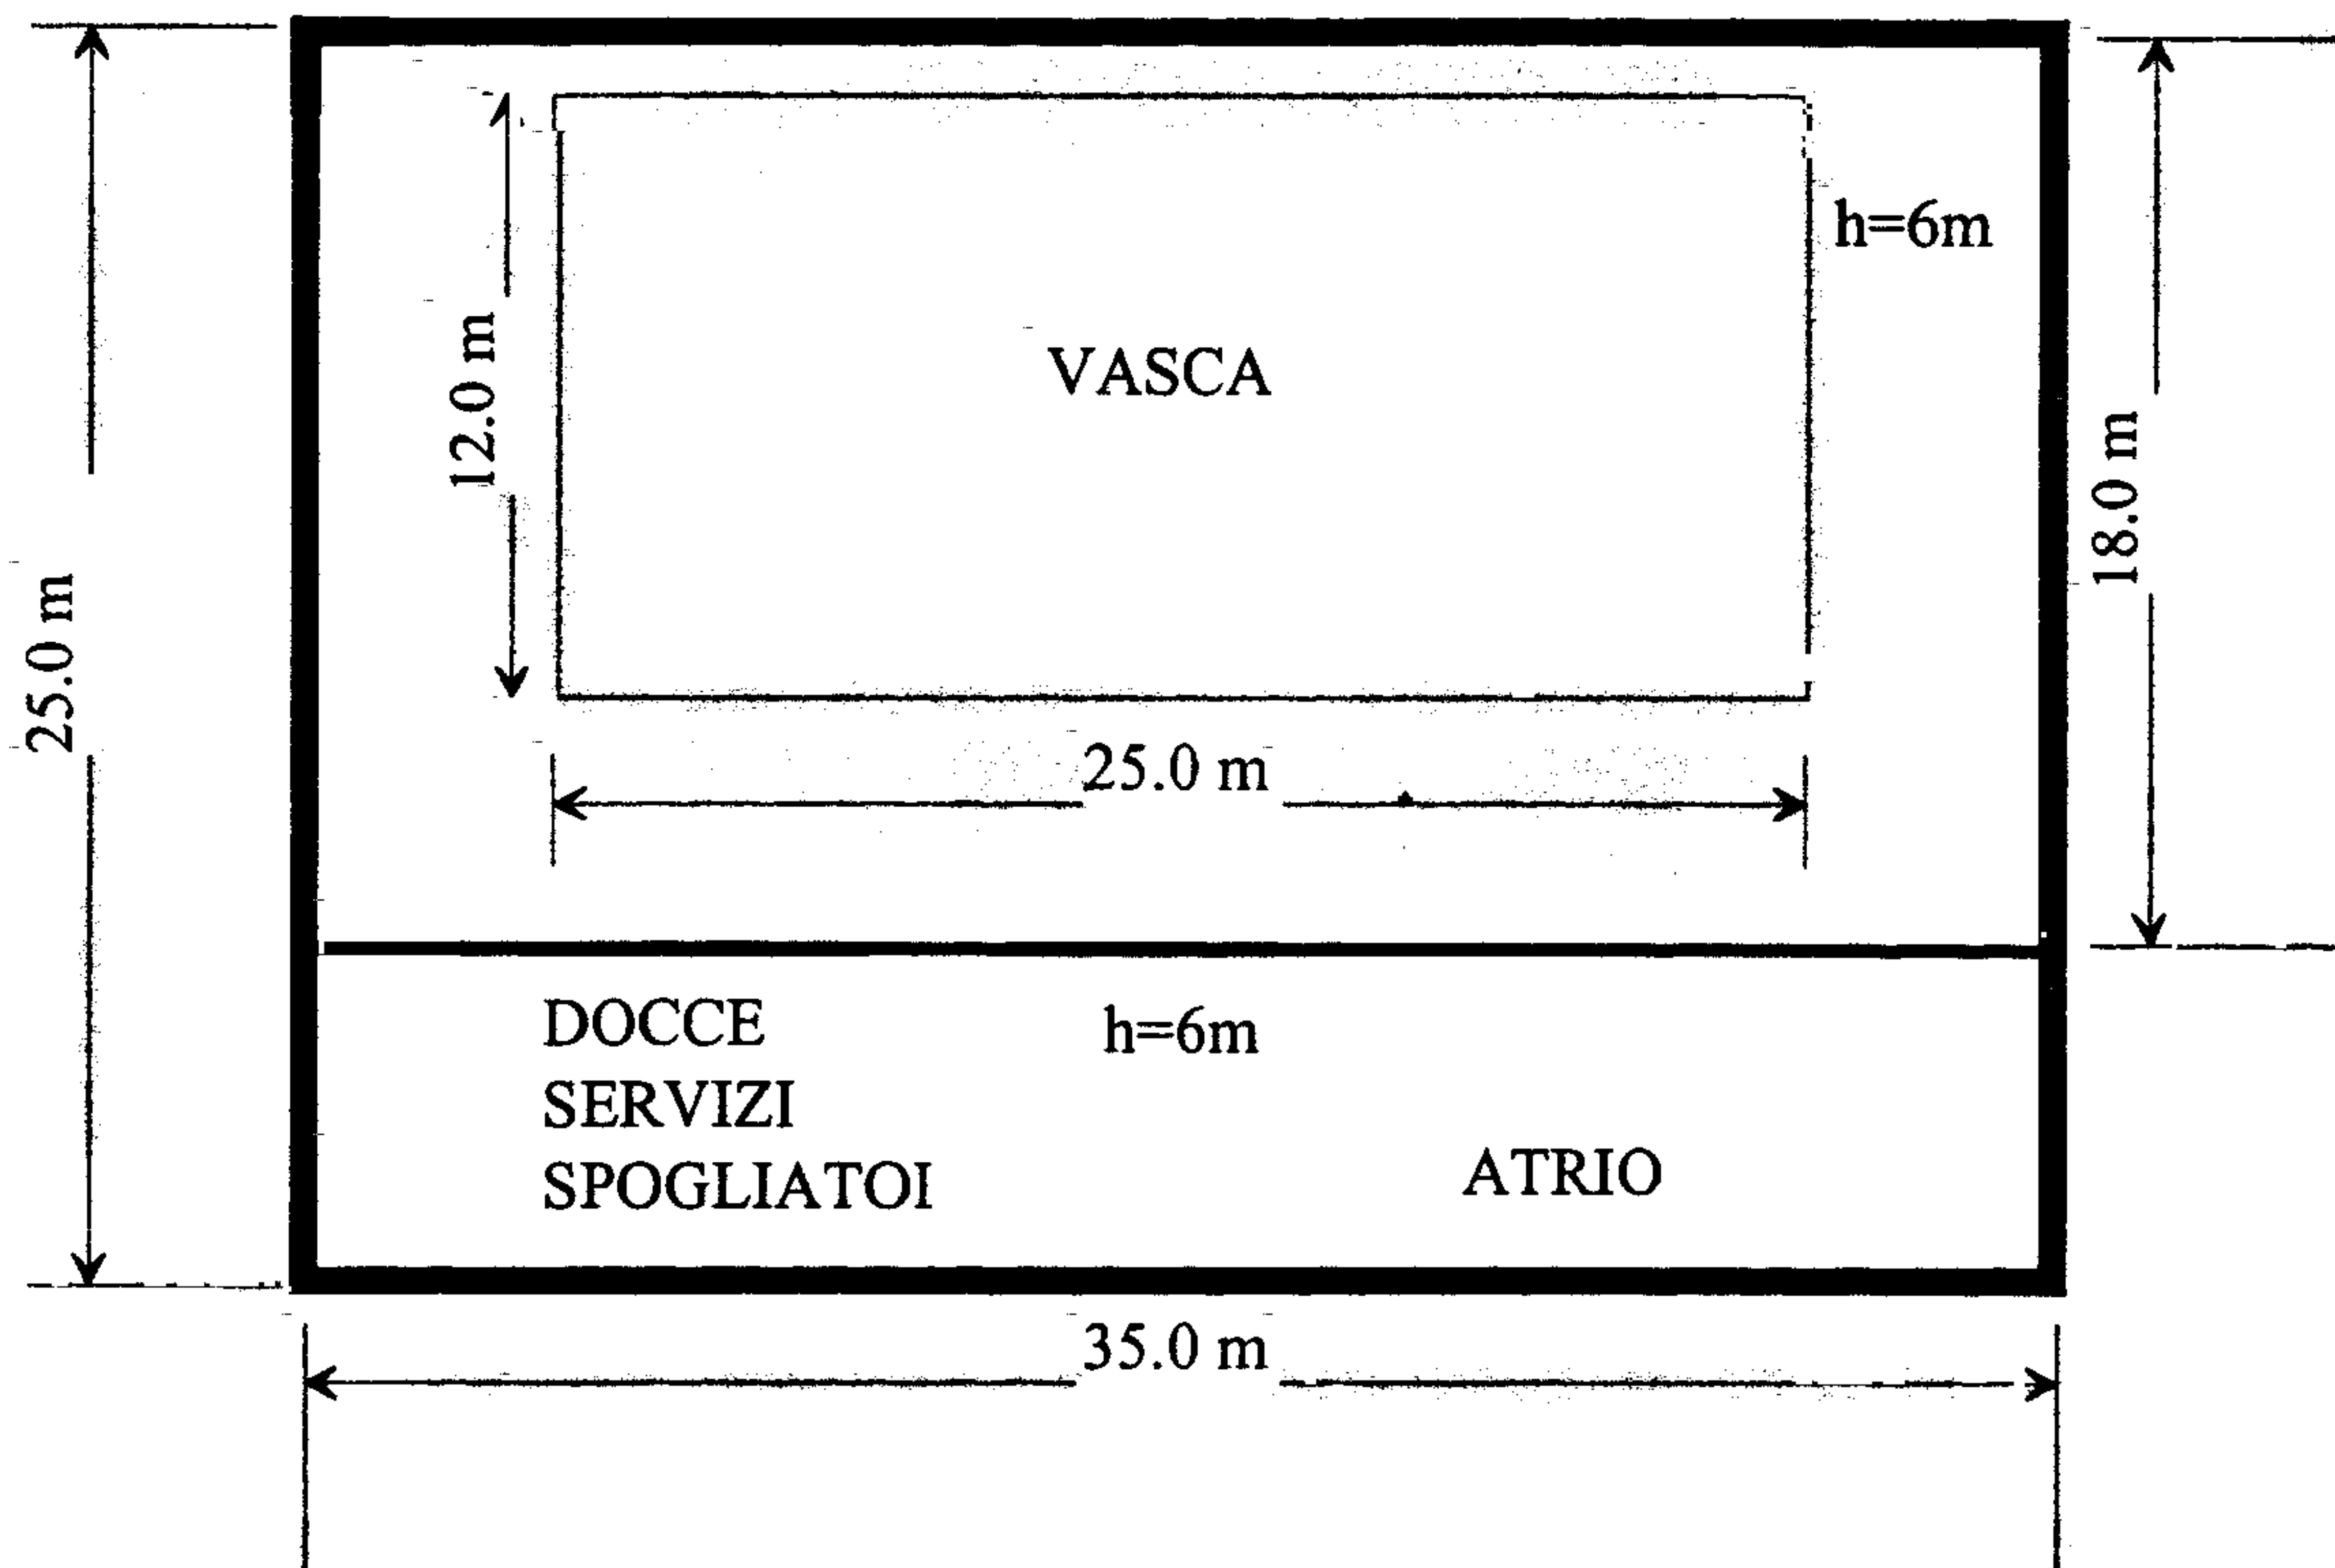 h=6m
12.0 m
VASCA
18.0 m
25.0 m
25.0 m
DOCCE
h=6m
SERVIZI
SPOGLIATOI
ATRIO
35.0 m